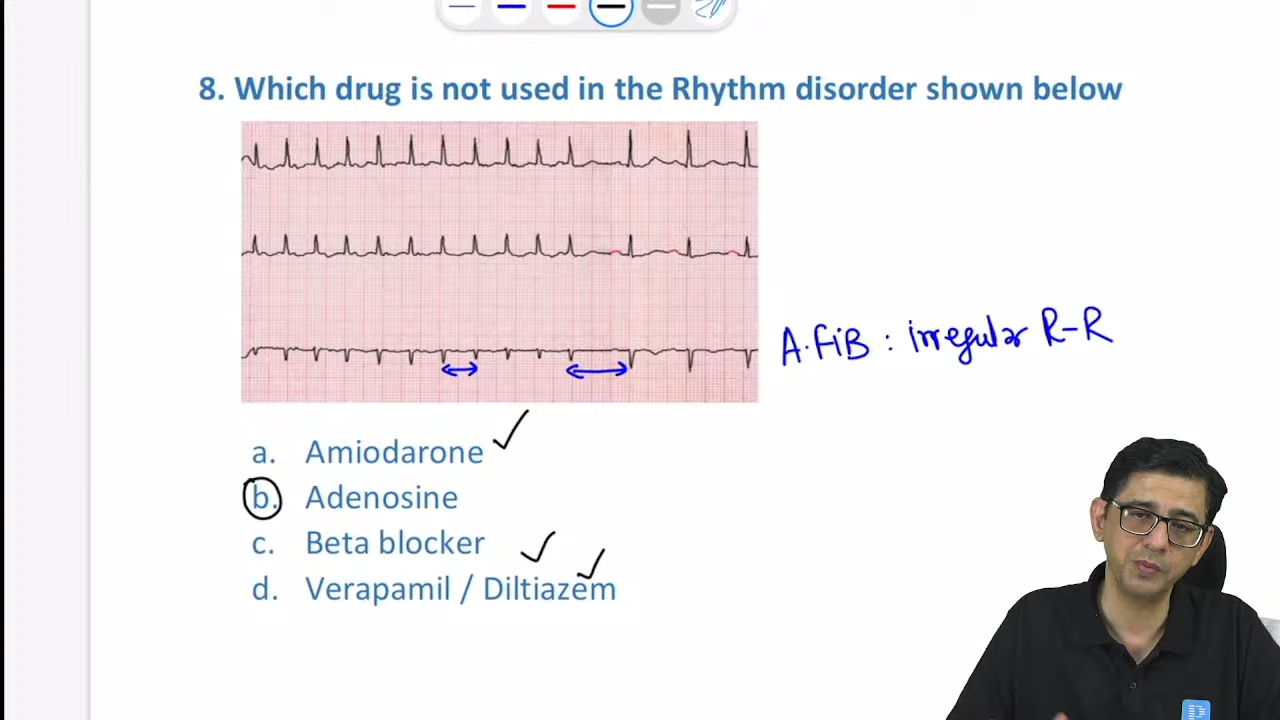 8. Which drug is not used in the Rhythm disorder shown below
A.FiB : irregular R-R
a. Amiodarone
b. Adenosine
c. Beta blocker
d. Verapamil / Diltiazem